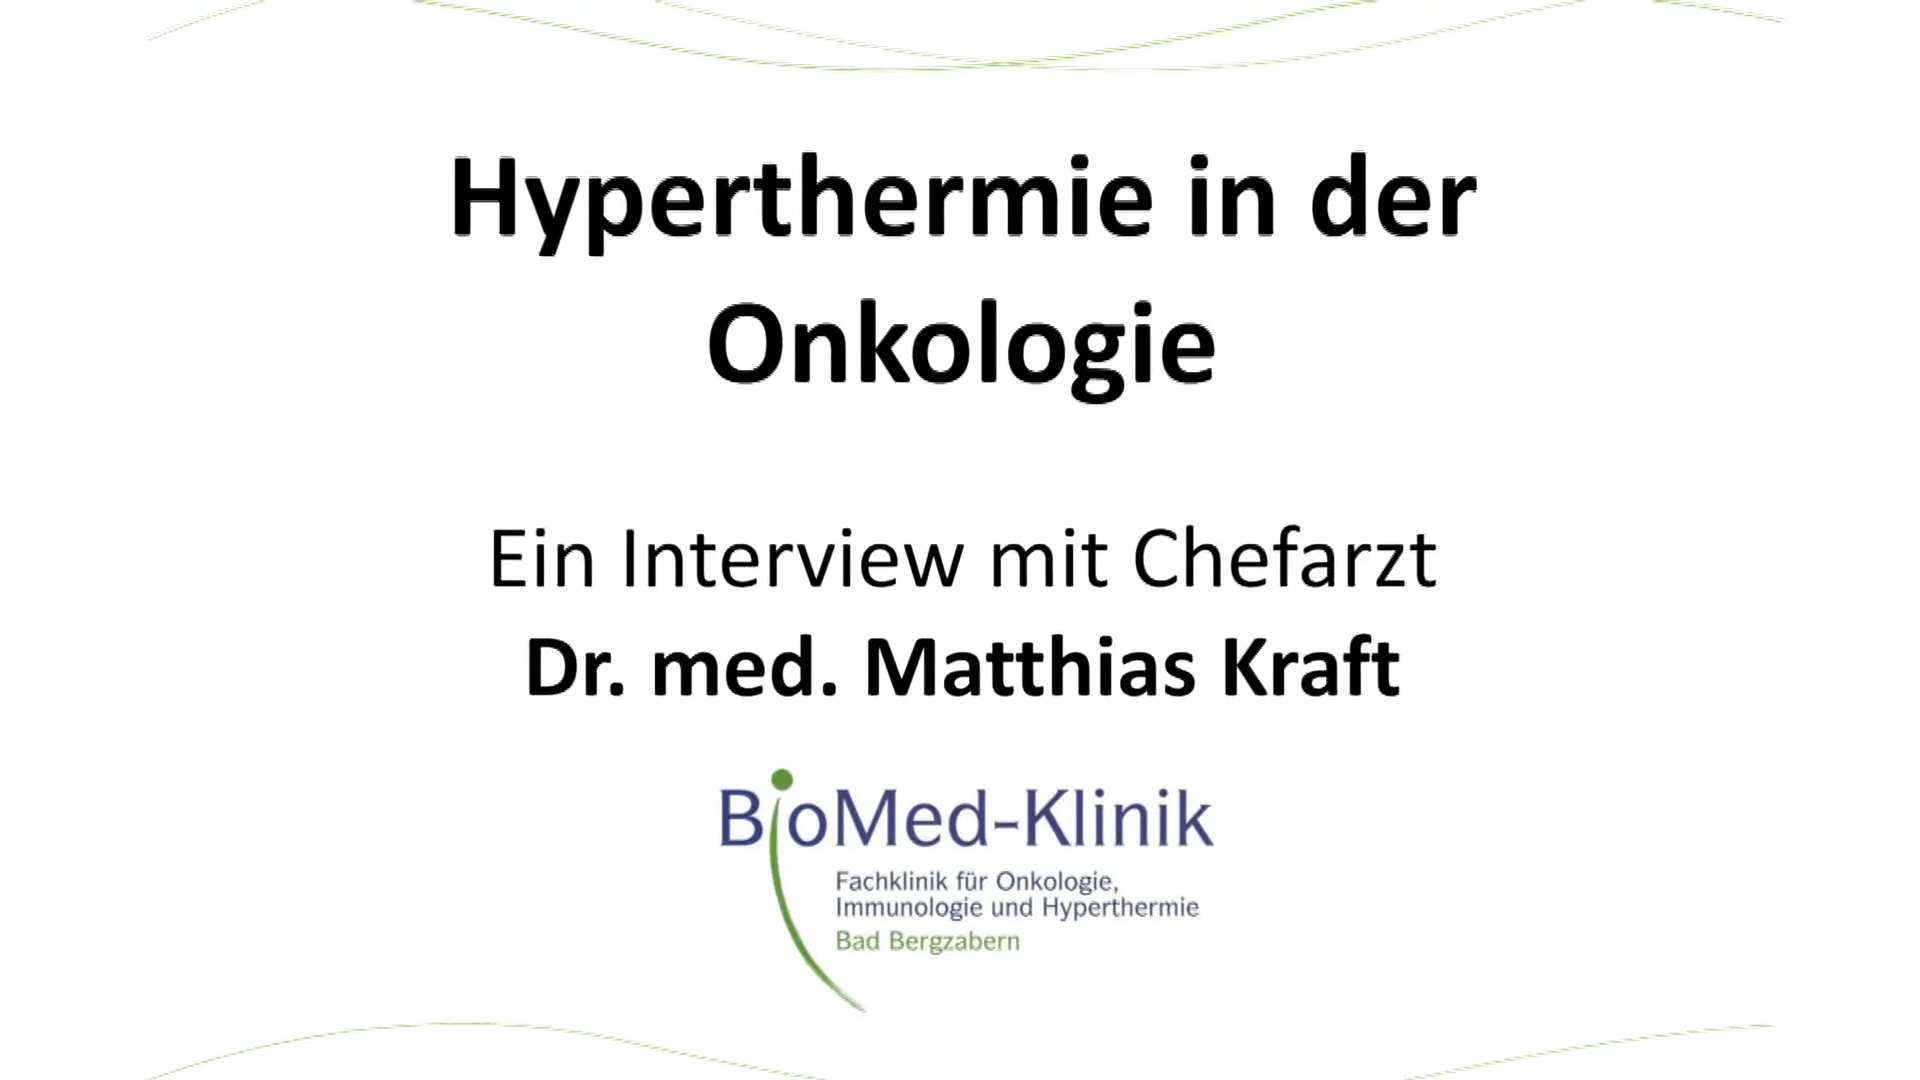 Hyperthermie in der
Onkologie
Ein Interview mit Chefarzt
Dr. med. Matthias Kraft
BioMed-Klinik
Fachklinik für Onkologie,
Immunologie und Hyperthermie
Bad Bergzabern